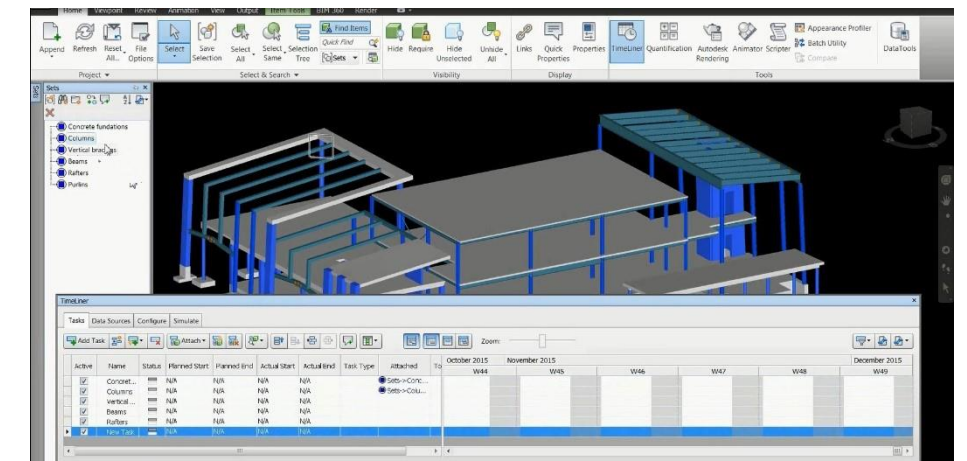 Home Viewpoint Review Animation View Output Item Tools BIM 360 Render
Append Refresh Reset All... File Options Select Save Selection Select All Select Same Selection Tree Find Items Quick Find Sets Hide Require Hide Unselected Unhide All Links Quick Properties Properties TimeLiner Quantification Autodesk Rendering Animator Scripter Appearance Profiler Batch Utility Compare DataTools
Project Select & Search Visibility Display Tools
Sets
Sets
Concrete fundations
Columns
Vertical
Beams
Rafters
Purlins
TimeLiner
Tasks Data Sources Configure Simulate
Add Task Attach Zoom:
Active Name Status Planned Start Planned End Actual Start Actual End Task Type Attached To
October 2015 November 2015 December 2015
W44 W45 W46 W47 W48 W49
Concret... N/A N/A N/A N/A Sets->Conc...
Columns N/A N/A N/A N/A Sets->Colu...
Vertical ... N/A N/A N/A N/A
Beams N/A N/A N/A N/A
Rafters N/A N/A N/A N/A
New Task N/A N/A N/A N/A